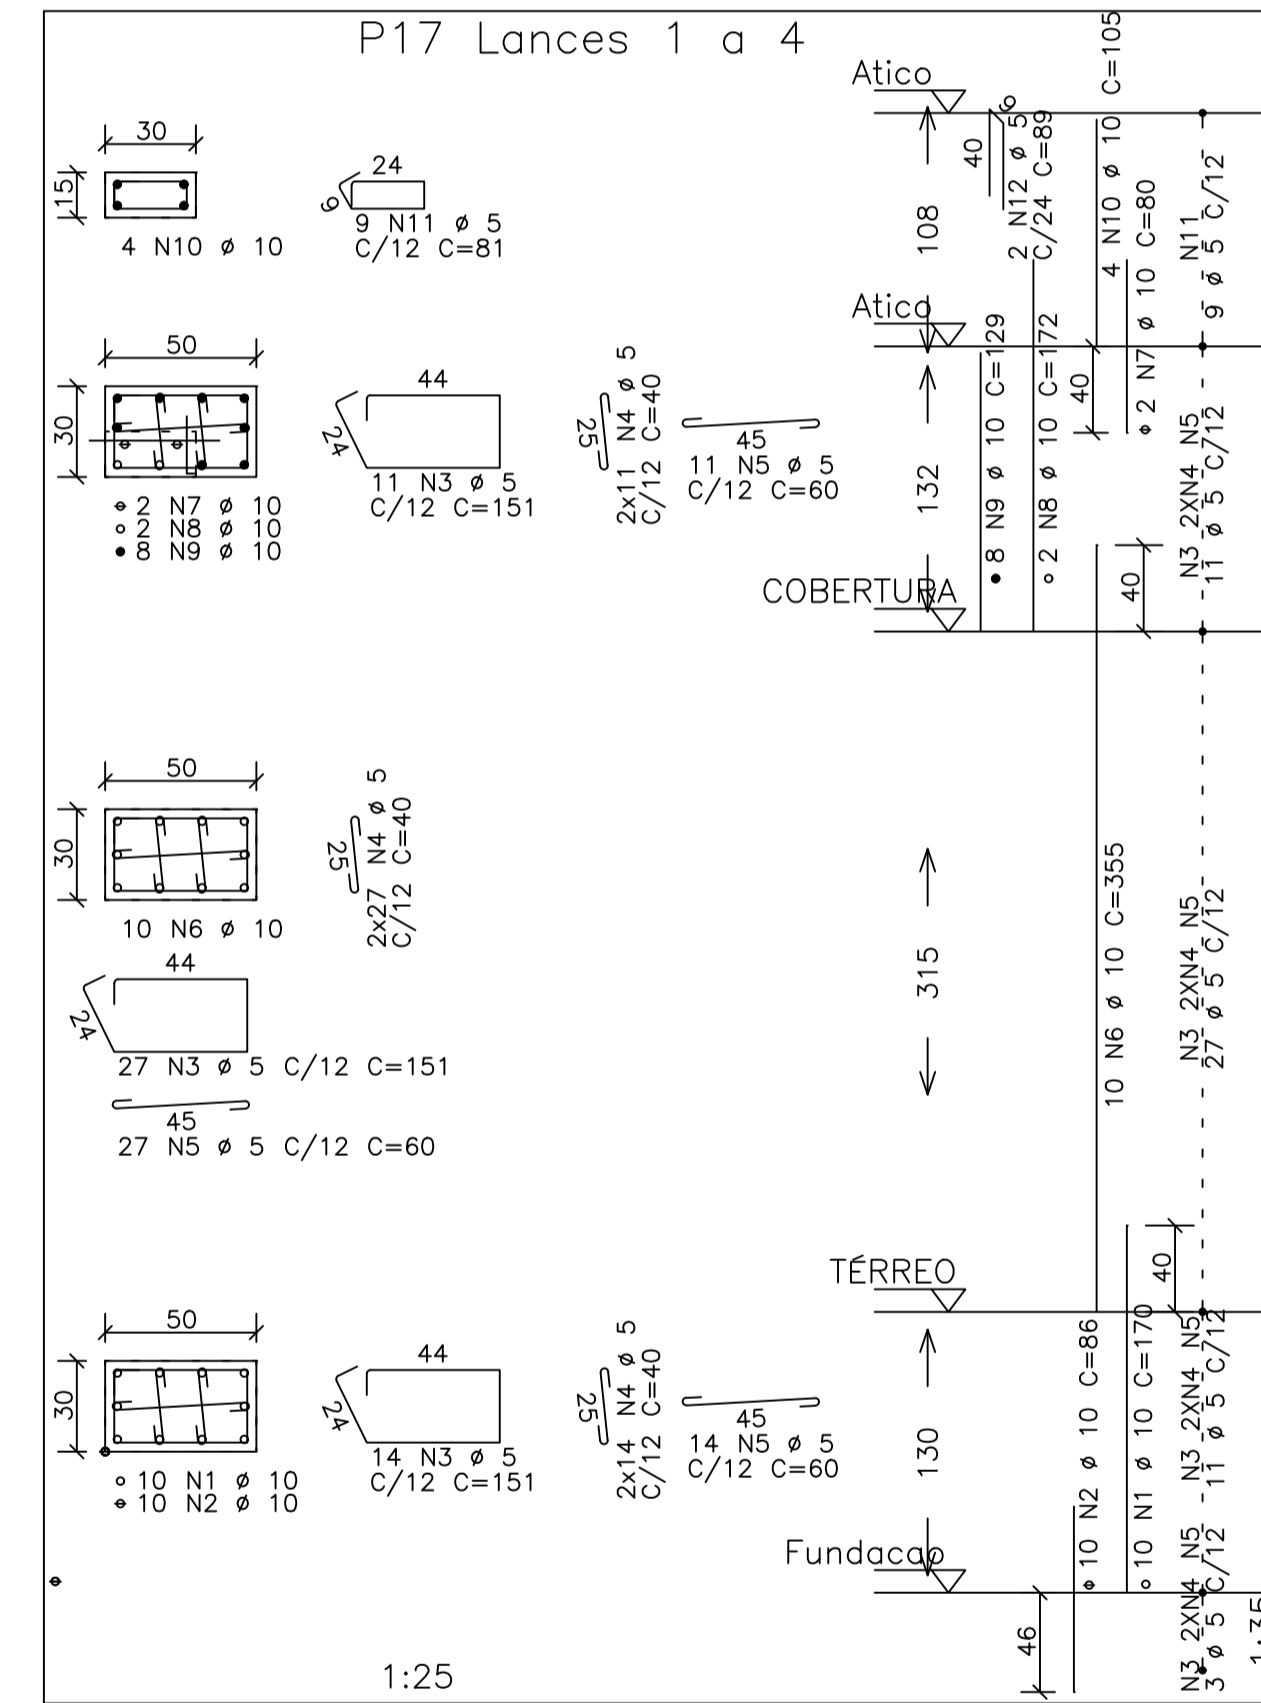 P17 Lances 1 a 4
30
15
4 N10 ø 10
24
9
9 N11 ø 5
C/12 C=81
50
30
2 N7 ø 10
2 N8 ø 10
8 N9 ø 10
44
24
11 N3 ø 5
C/12 C=151
25
2x11 N4 ø 5
C/12 C=40
45
11 N5 ø 5
C/12 C=60
50
30
10 N6 ø 10
25
2x27 N4 ø 5
C/12 C=40
44
24
27 N3 ø 5 C/12 C=151
45
27 N5 ø 5 C/12 C=60
50
30
10 N1 ø 10
10 N2 ø 10
44
24
14 N3 ø 5
C/12 C=151
25
2x14 N4 ø 5
C/12 C=40
45
14 N5 ø 5
C/12 C=60
1:25
Atico
108
40
9
2 N12 ø 5
C/24 C=89
4 N10 ø 10 C=105
2 N7 ø 10 C=80
N11
9 ø 5 C/12
Atico
132
8 N9 ø 10 C=129
2 N8 ø 10 C=172
40
40
N3 2XN4 N5
11 ø 5 C/12
COBERTURA
315
10 N6 ø 10 C=355
N3 2XN4 N5
27 ø 5 C/12
TÉRREO
130
40
10 N2 ø 10 C=86
10 N1 ø 10 C=170
N3 2XN4 N5
11 ø 5 C/12
Fundacao
46
N3 2XN4 N5
3 ø 5 C/12
1:35